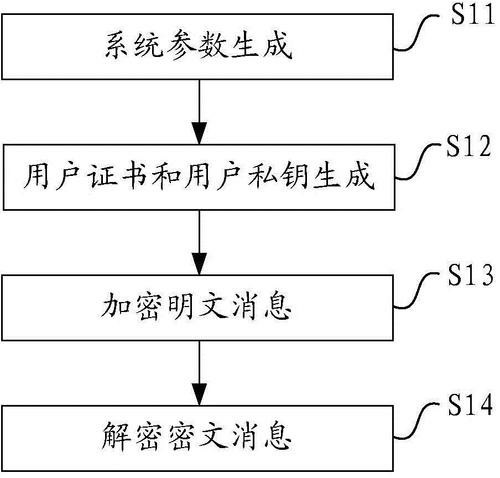 系统参数生成
S11
用户证书和用户私钥生成
S12
加密明文消息
S13
解密密文消息
S14